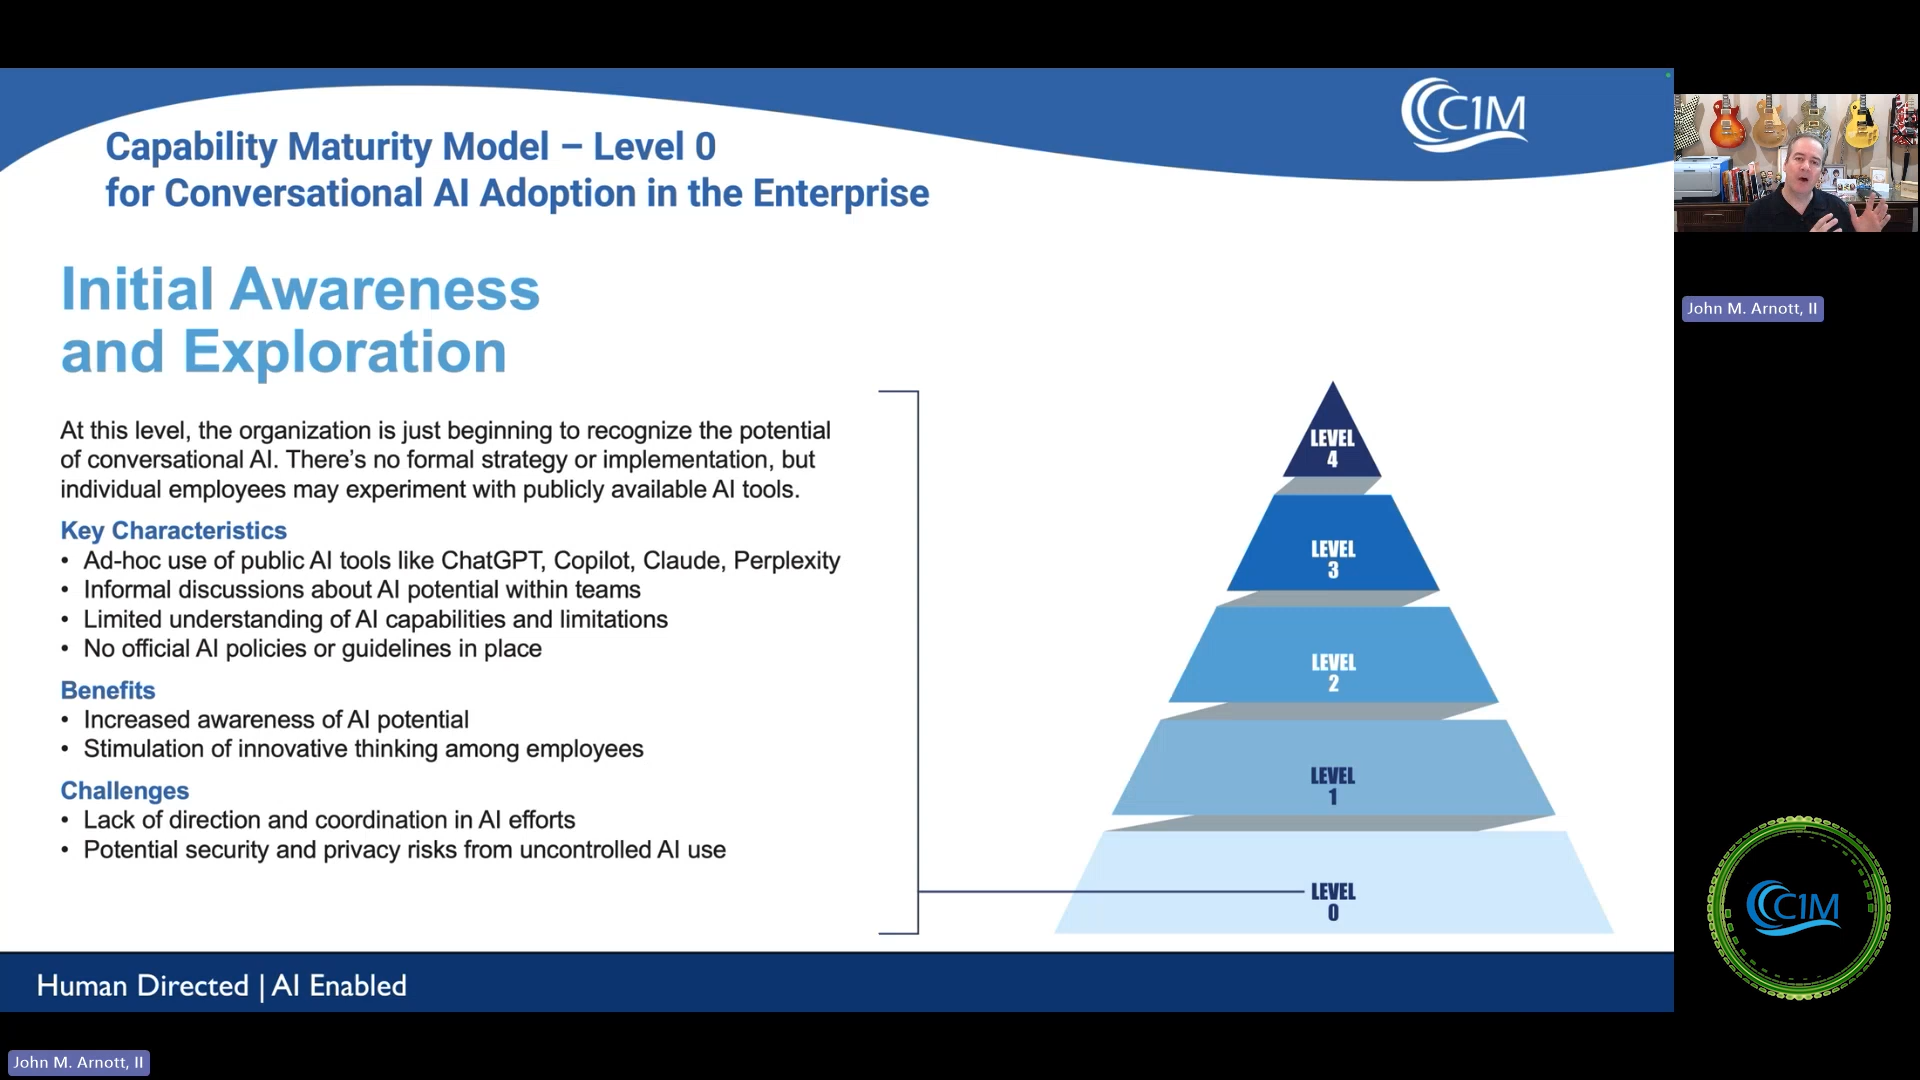 Capability Maturity Model – Level 0
for Conversational AI Adoption in the Enterprise
C1M
Initial Awareness
and Exploration
At this level, the organization is just beginning to recognize the potential
of conversational AI. There's no formal strategy or implementation, but
individual employees may experiment with publicly available AI tools.
Key Characteristics
• Ad-hoc use of public AI tools like ChatGPT, Copilot, Claude, Perplexity
• Informal discussions about AI potential within teams
• Limited understanding of AI capabilities and limitations
• No official AI policies or guidelines in place
Benefits
• Increased awareness of AI potential
• Stimulation of innovative thinking among employees
Challenges
• Lack of direction and coordination in AI efforts
• Potential security and privacy risks from uncontrolled AI use
LEVEL
4
LEVEL
3
LEVEL
2
LEVEL
1
LEVEL
0
Human Directed | AI Enabled
John M. Arnott, II
C1M
John M. Arnott, II